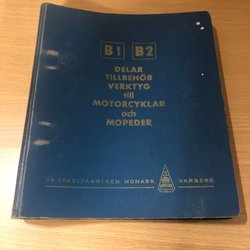 B1 B2
DELAR
TILLBEHÖR
VERKTYG
till
MOTORCYKLAR
och
MOPEDER
AB CYKELFABRIKEN MONARK VARBERG